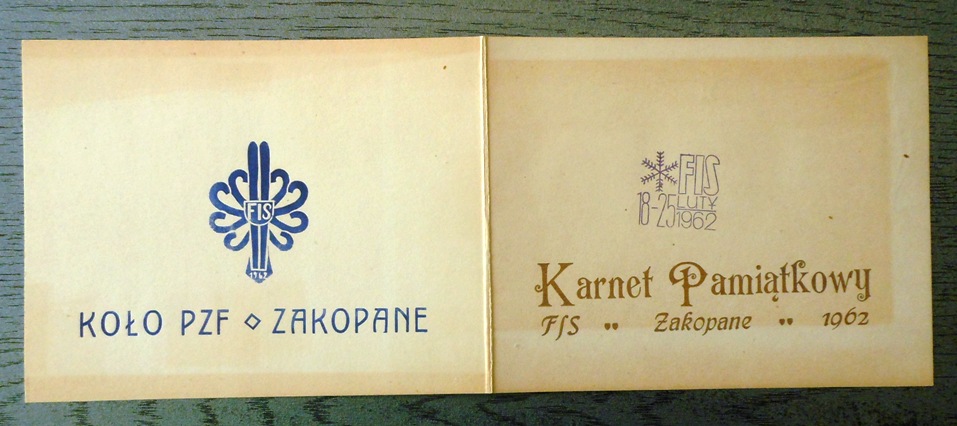 FIS
1962
KOŁO PZF ◇ ZAKOPANE
FIS
18-25 LUTY
1962
Karnet Pamiątkowy
FIS " Zakopane " 1962